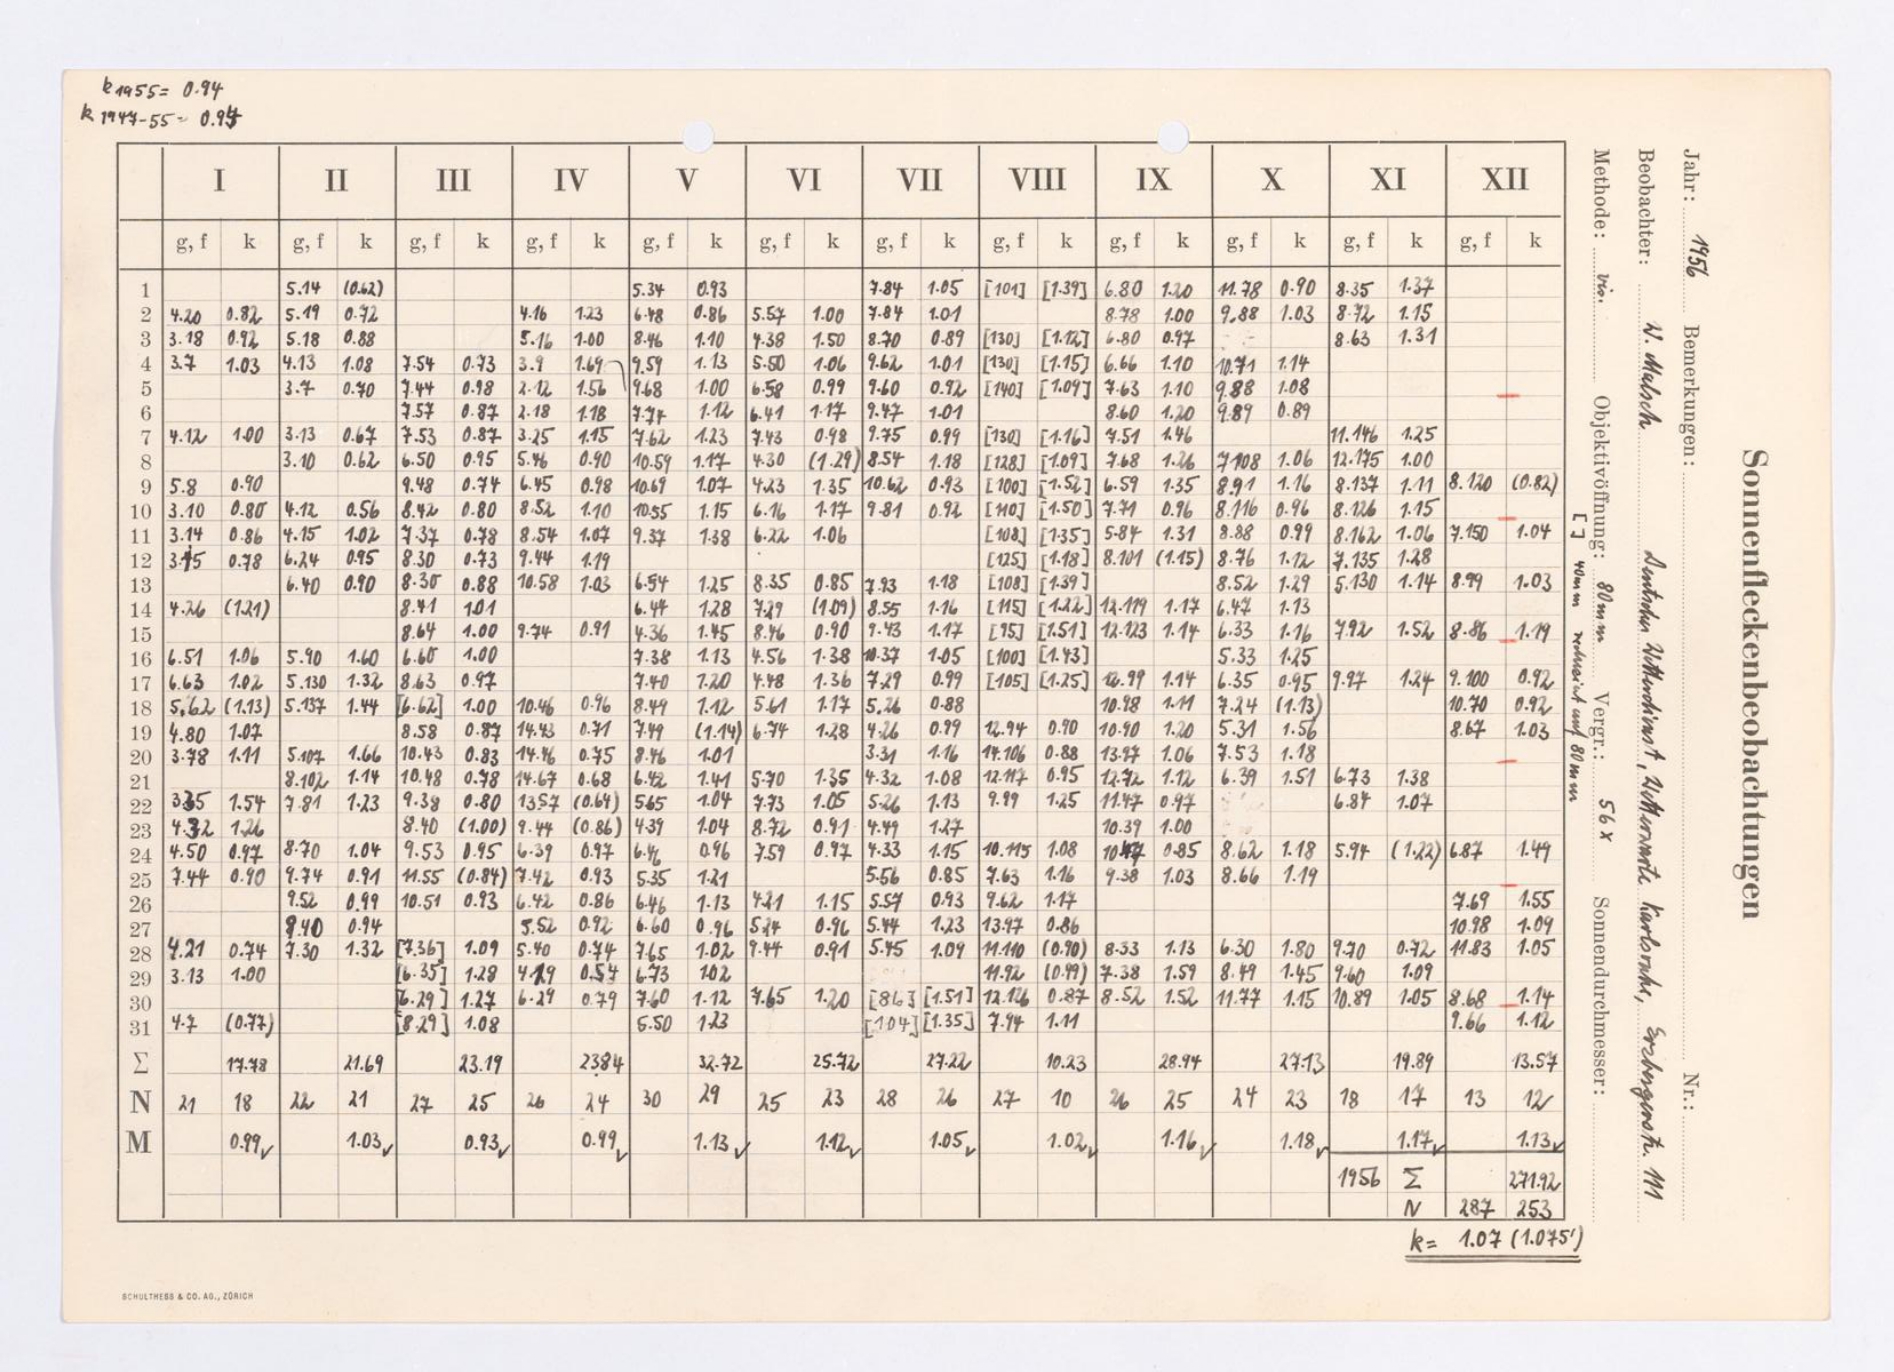 k 1955 = 0.94
k 1947-55 = 0.97
Sonnenfleckenbeobachtungen
Jahr: 1956 Bemerkungen: Nr.:
Beobachter: W. Malsch Deutscher Wetterdienst, Wetterwarte Karlsruhe, Erzbergerstr. 111
Methode: vis. Objektivöffnung: 80mm Vergr.: 56x Sonnendurchmesser:
[ ] 40mm reduziert auf 80mm
I II III IV V VI VII VIII IX X XI XII
g, f k g, f k g, f k g, f k g, f k g, f k g, f k g, f k g, f k g, f k g, f k g, f k
1 5.14 (0.62) 5.34 0.93 7.84 1.05 [101] [1.39] 6.80 1.20 11.78 0.90 8.35 1.37
2 4.20 0.82 5.19 0.72 4.16 1.23 6.48 0.86 5.57 1.00 7.84 1.01 8.78 1.00 9.88 1.03 8.72 1.15
3 3.18 0.92 5.18 0.88 5.16 1.00 8.46 1.10 4.38 1.50 8.70 0.89 [130] [1.12] 6.80 0.97 8.63 1.31
4 3.7 1.03 4.13 1.08 7.54 0.73 3.9 1.69 9.59 1.13 5.50 1.06 9.62 1.01 [130] [1.15] 6.66 1.10 10.71 1.14
5 3.7 0.70 7.44 0.98 2.12 1.56 9.68 1.00 6.58 0.99 9.60 0.92 [140] [1.09] 7.63 1.10 9.88 1.08
6 7.57 0.87 2.18 1.18 7.74 1.12 6.41 1.17 9.47 1.01 8.60 1.20 9.89 0.89
7 4.12 1.00 3.13 0.67 7.53 0.87 3.25 1.15 7.62 1.23 7.43 0.98 9.75 0.99 [130] [1.16] 7.51 1.46 11.146 1.25
8 3.10 0.62 6.50 0.95 5.46 0.90 10.59 1.17 4.30 (1.29) 8.54 1.18 [128] [1.09] 7.68 1.26 7.108 1.06 12.175 1.00
9 5.8 0.90 9.48 0.74 6.45 0.98 10.69 1.07 4.23 1.35 10.62 0.93 [100] [1.52] 6.59 1.35 8.91 1.16 8.137 1.11 8.120 (0.82)
10 3.10 0.80 4.12 0.56 8.42 0.80 8.52 1.10 10.55 1.15 6.16 1.17 9.81 0.92 [110] [1.50] 7.71 0.96 8.116 0.96 8.126 1.15
11 3.14 0.86 4.15 1.02 7.37 0.78 8.54 1.07 9.37 1.38 6.22 1.06 [108] [1.35] 5.84 1.31 8.88 0.99 8.162 1.06 7.150 1.04
12 3.15 0.78 6.24 0.95 8.30 0.73 9.44 1.19 [125] [1.18] 8.101 (1.15) 8.76 1.12 7.135 1.28
13 6.40 0.90 8.30 0.88 10.58 1.03 6.54 1.25 8.35 0.85 7.93 1.18 [108] [1.39] 8.52 1.29 5.130 1.14 8.99 1.03
14 4.26 (1.21) 8.41 1.01 6.44 1.28 7.29 (1.09) 8.55 1.16 [115] [1.22] 12.119 1.17 6.47 1.13
15 8.64 1.00 9.74 0.91 4.36 1.45 8.46 0.90 9.43 1.17 [95] [1.51] 12.123 1.14 6.33 1.16 7.92 1.52 8.86 1.19
16 6.51 1.06 5.90 1.60 6.60 1.00 7.38 1.13 4.56 1.38 10.37 1.05 [100] [1.43] 5.33 1.25
17 6.63 1.02 5.130 1.32 8.63 0.97 7.40 1.20 4.48 1.36 7.29 0.99 [105] [1.25] 12.99 1.14 6.35 0.95 9.97 1.24 9.100 0.92
18 5.62 (1.13) 5.137 1.44 [6.62] 1.00 10.46 0.96 8.49 1.12 5.61 1.17 5.26 0.88 10.98 1.11 7.24 (1.13) 10.70 0.92
19 4.80 1.07 8.58 0.87 14.43 0.71 7.49 (1.14) 6.74 1.28 4.26 0.99 12.94 0.90 10.90 1.20 5.31 1.56 8.67 1.03
20 3.78 1.11 5.107 1.66 10.43 0.83 14.46 0.75 8.46 1.01 3.31 1.16 14.106 0.88 13.97 1.06 7.53 1.18
21 8.102 1.14 10.48 0.78 14.67 0.68 6.42 1.41 5.70 1.35 4.32 1.08 12.117 0.95 12.72 1.12 6.39 1.51 6.73 1.38
22 3.35 1.54 7.81 1.23 9.38 0.80 13.57 (0.64) 5.65 1.04 7.73 1.05 5.26 1.13 9.99 1.25 11.47 0.97 6.84 1.07
23 4.32 1.26 8.40 (1.00) 9.44 (0.86) 4.39 1.04 8.72 0.91 4.49 1.27 10.39 1.00
24 4.50 0.97 8.70 1.04 9.53 0.95 6.39 0.97 6.46 0.96 7.59 0.97 4.33 1.15 10.115 1.08 10.47 0.85 8.62 1.18 5.94 (1.22) 6.87 1.49
25 7.44 0.90 9.74 0.91 11.55 (0.84) 7.42 0.93 5.35 1.21 5.56 0.85 7.63 1.16 9.38 1.03 8.66 1.19
26 9.52 0.99 10.51 0.93 6.42 0.86 6.46 1.13 4.21 1.15 5.57 0.93 9.62 1.17 7.69 1.55
27 9.40 0.94 5.52 0.92 6.60 0.96 5.24 0.96 5.44 1.23 13.97 0.86 10.98 1.09
28 4.21 0.74 7.30 1.32 [7.36] 1.09 5.40 0.74 7.65 1.02 9.44 0.91 5.45 1.09 11.110 (0.90) 8.33 1.13 6.30 1.80 9.70 0.72 11.83 1.05
29 3.13 1.00 [6.35] 1.28 4.19 0.54 6.73 1.02 11.92 (0.99) 7.38 1.59 8.49 1.45 9.60 1.09
30 [6.29] 1.27 6.29 0.79 7.60 1.12 7.65 1.20 [86] [1.51] 12.126 0.87 8.52 1.52 11.77 1.15 10.89 1.05 8.68 1.14
31 4.7 (0.77) [8.29] 1.08 5.50 1.23 [104] [1.35] 7.94 1.11 9.66 1.12
Σ 17.78 21.69 23.19 23.84 32.72 25.72 27.22 10.23 28.94 27.13 19.89 13.57
N 21 18 22 21 27 25 26 24 30 29 25 23 28 26 27 10 26 25 24 23 18 17 13 12
M 0.99✓ 1.03✓ 0.93✓ 0.99✓ 1.13✓ 1.12✓ 1.05✓ 1.02✓ 1.16✓ 1.18✓ 1.17✓ 1.13✓
1956 Σ 271.92
N 287 253
k = 1.07 (1.075')
SCHULTHESS & CO. AG., ZÜRICH